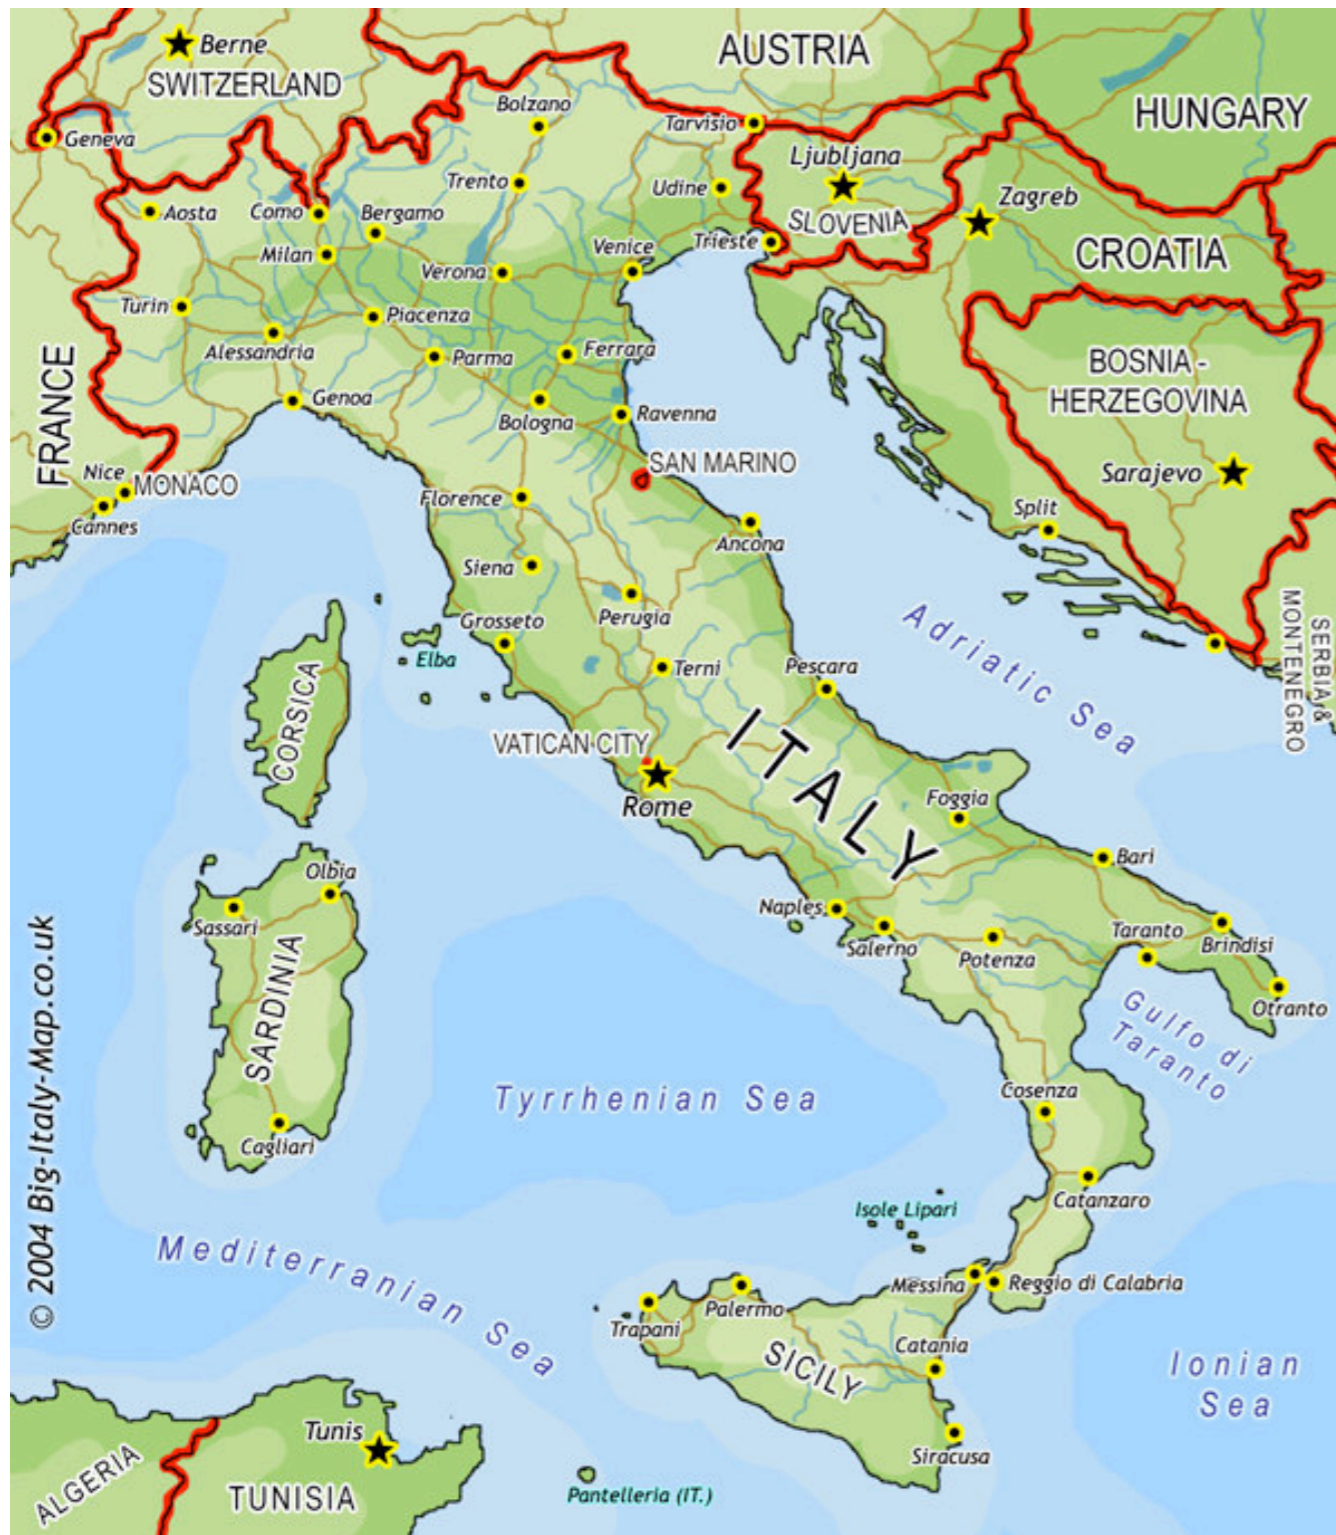 Berne
SWITZERLAND
AUSTRIA
HUNGARY
Geneva
Bolzano
Tarvisio
Ljubljana
Trento
Udine
Zagreb
Aosta
Como
Bergamo
SLOVENIA
Milan
Verona
Venice
Trieste
CROATIA
Turin
Piacenza
Alessandria
Parma
Ferrara
BOSNIA -
HERZEGOVINA
FRANCE
Genoa
Bologna
Ravenna
Nice
MONACO
SAN MARINO
Sarajevo
Cannes
Florence
Split
Ancona
Siena
Perugia
Grosseto
Elba
Terni
Pescara
Adriatic Sea
SERBIA &
MONTENEGRO
CORSICA
VATICAN CITY
Rome
ITALY
Foggia
Bari
Olbia
Sassari
Naples
Salerno
Potenza
Taranto
Brindisi
Otranto
SARDINIA
Gulfo di
Taranto
Tyrrhenian Sea
Cosenza
Cagliari
Catanzaro
Isole Lipari
Mediterranian Sea
Messina
Reggio di Calabria
Trapani
Palermo
Catania
SICILY
Ionian
Sea
Siracusa
Tunis
ALGERIA
TUNISIA
Pantelleria (IT.)
© 2004 Big-Italy-Map.co.uk